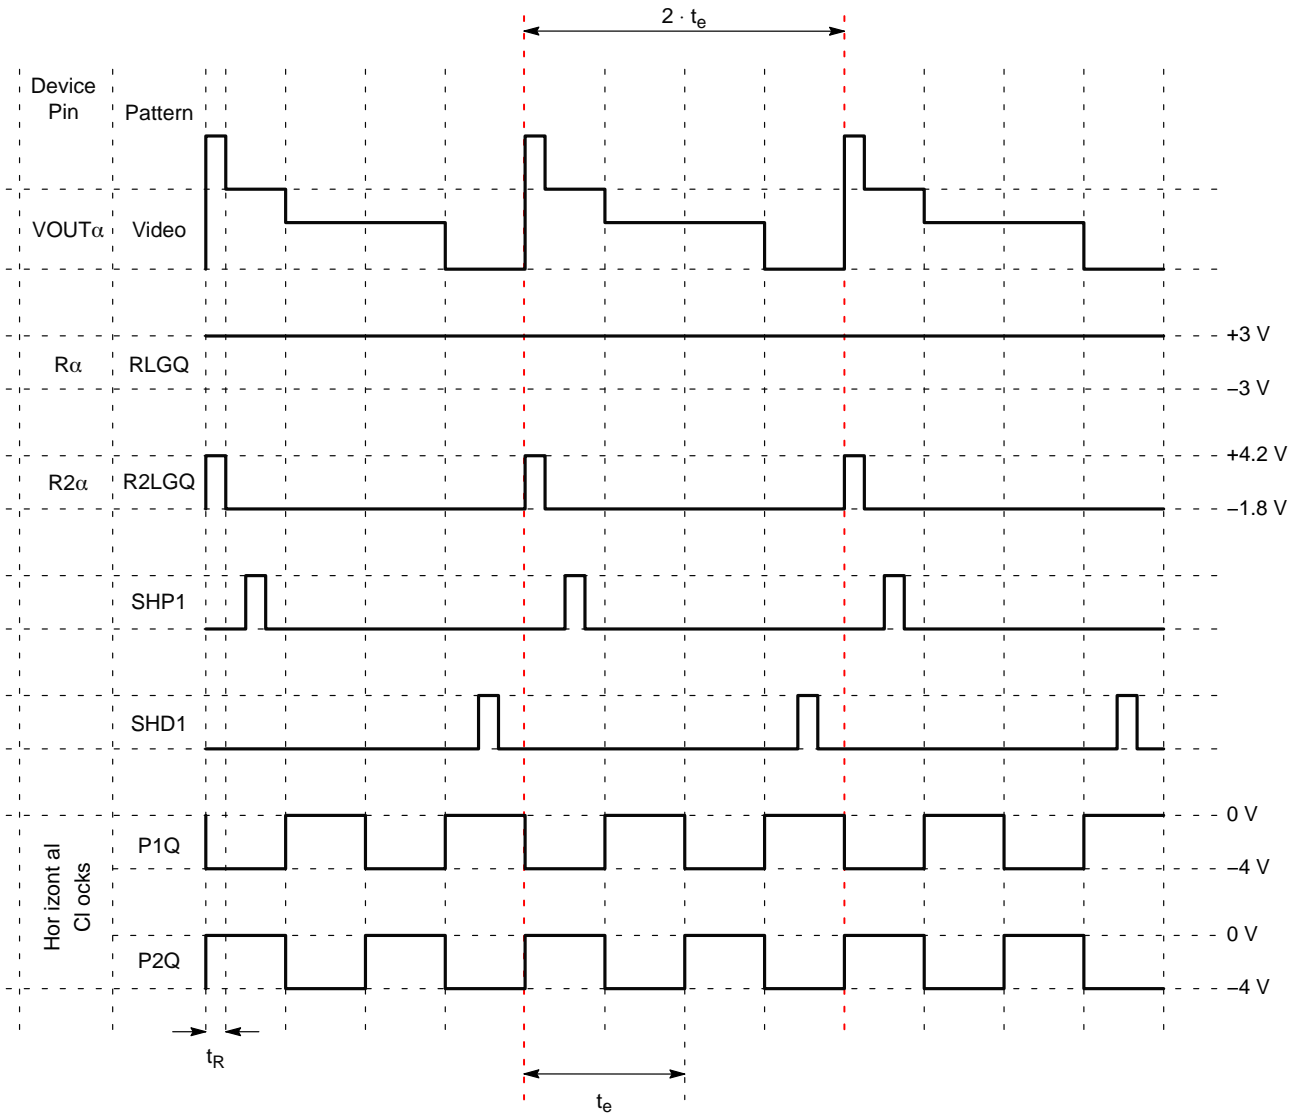 2 · te
Device
Pin
Pattern
VOUTα
Video
+3 V
Rα
RLGQ
−3 V
+4.2 V
R2α
R2LGQ
−1.8 V
SHP1
SHD1
0 V
P1Q
−4 V
Hor izont al
Cl ocks
0 V
P2Q
−4 V
tR
te